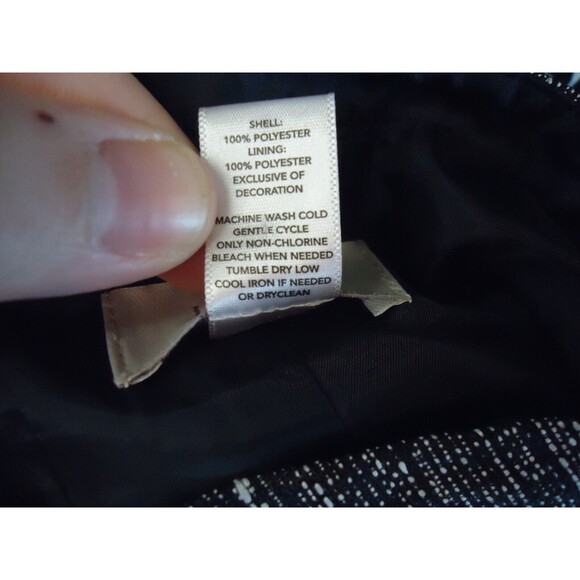 SHELL:
100% POLYESTER
LINING:
100% POLYESTER
EXCLUSIVE OF
DECORATION
MACHINE WASH COLD
GENTLE CYCLE
ONLY NON-CHLORINE
BLEACH WHEN NEEDED
TUMBLE DRY LOW
COOL IRON IF NEEDED
OR DRYCLEAN